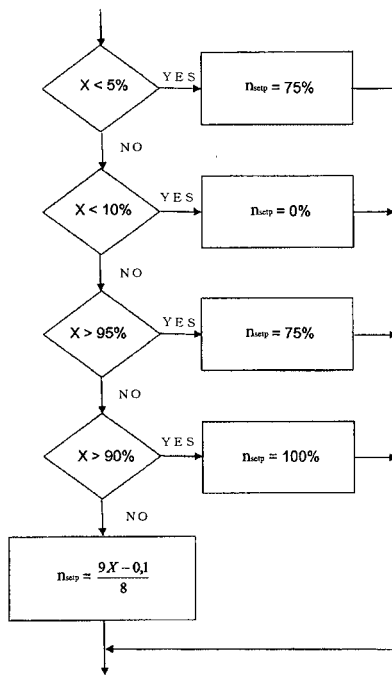 X < 5%
YES
n_setp = 75%
NO
X < 10%
YES
n_setp = 0%
NO
X > 95%
YES
n_setp = 75%
NO
X > 90%
YES
n_setp = 100%
NO
n_setp = (9X – 0,1) / 8